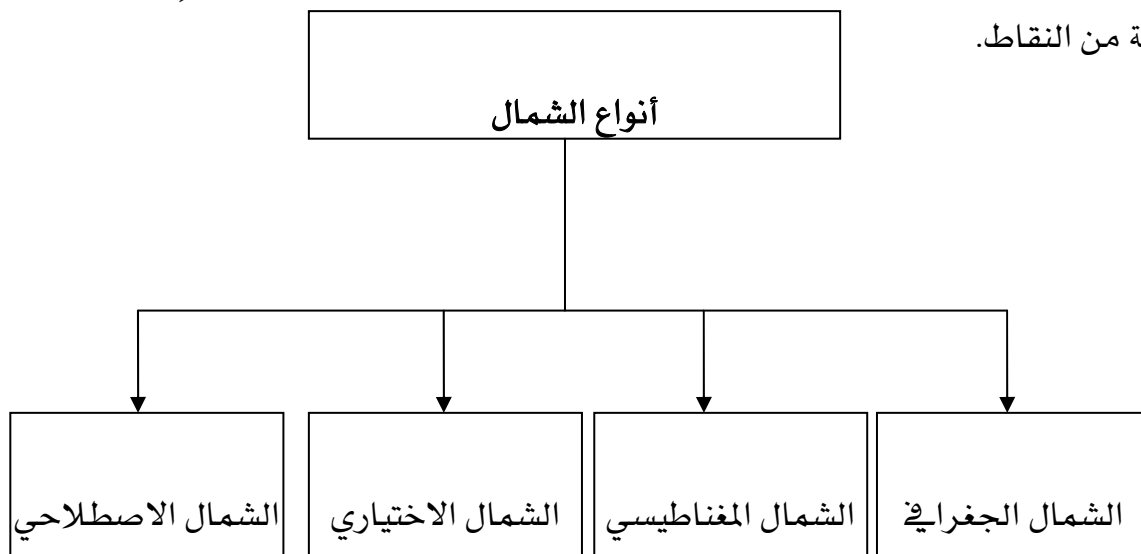 ة من النقاط.
أنواع الشمال
الشمال الجغرافي
الشمال المغناطيسي
الشمال الاختياري
الشمال الاصطلاحي